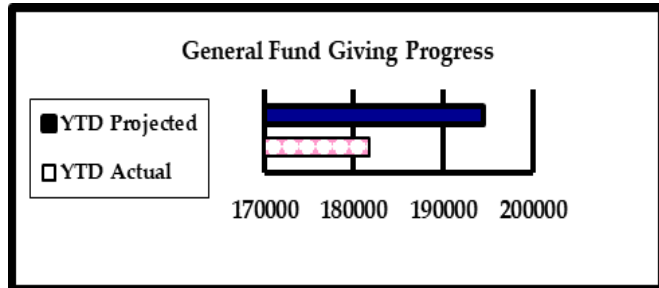 General Fund Giving Progress
YTD Projected
YTD Actual
170000 180000 190000 200000